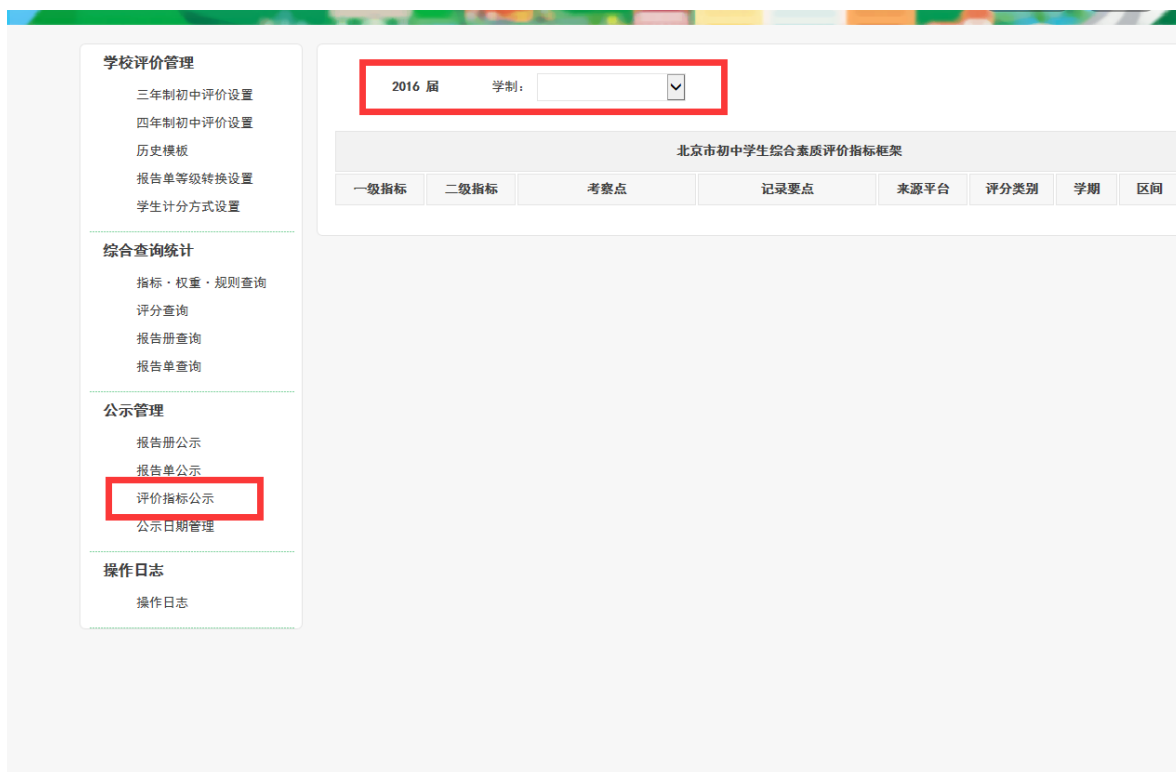 学校评价管理
三年制初中评价设置
四年制初中评价设置
历史模板
报告单等级转换设置
学生计分方式设置
综合查询统计
指标·权重·规则查询
评分查询
报告册查询
报告单查询
公示管理
报告册公示
报告单公示
评价指标公示
公示日期管理
操作日志
操作日志
2016 届 学制：
北京市初中学生综合素质评价指标框架
一级指标 二级指标 考察点 记录要点 来源平台 评分类别 学期 区间